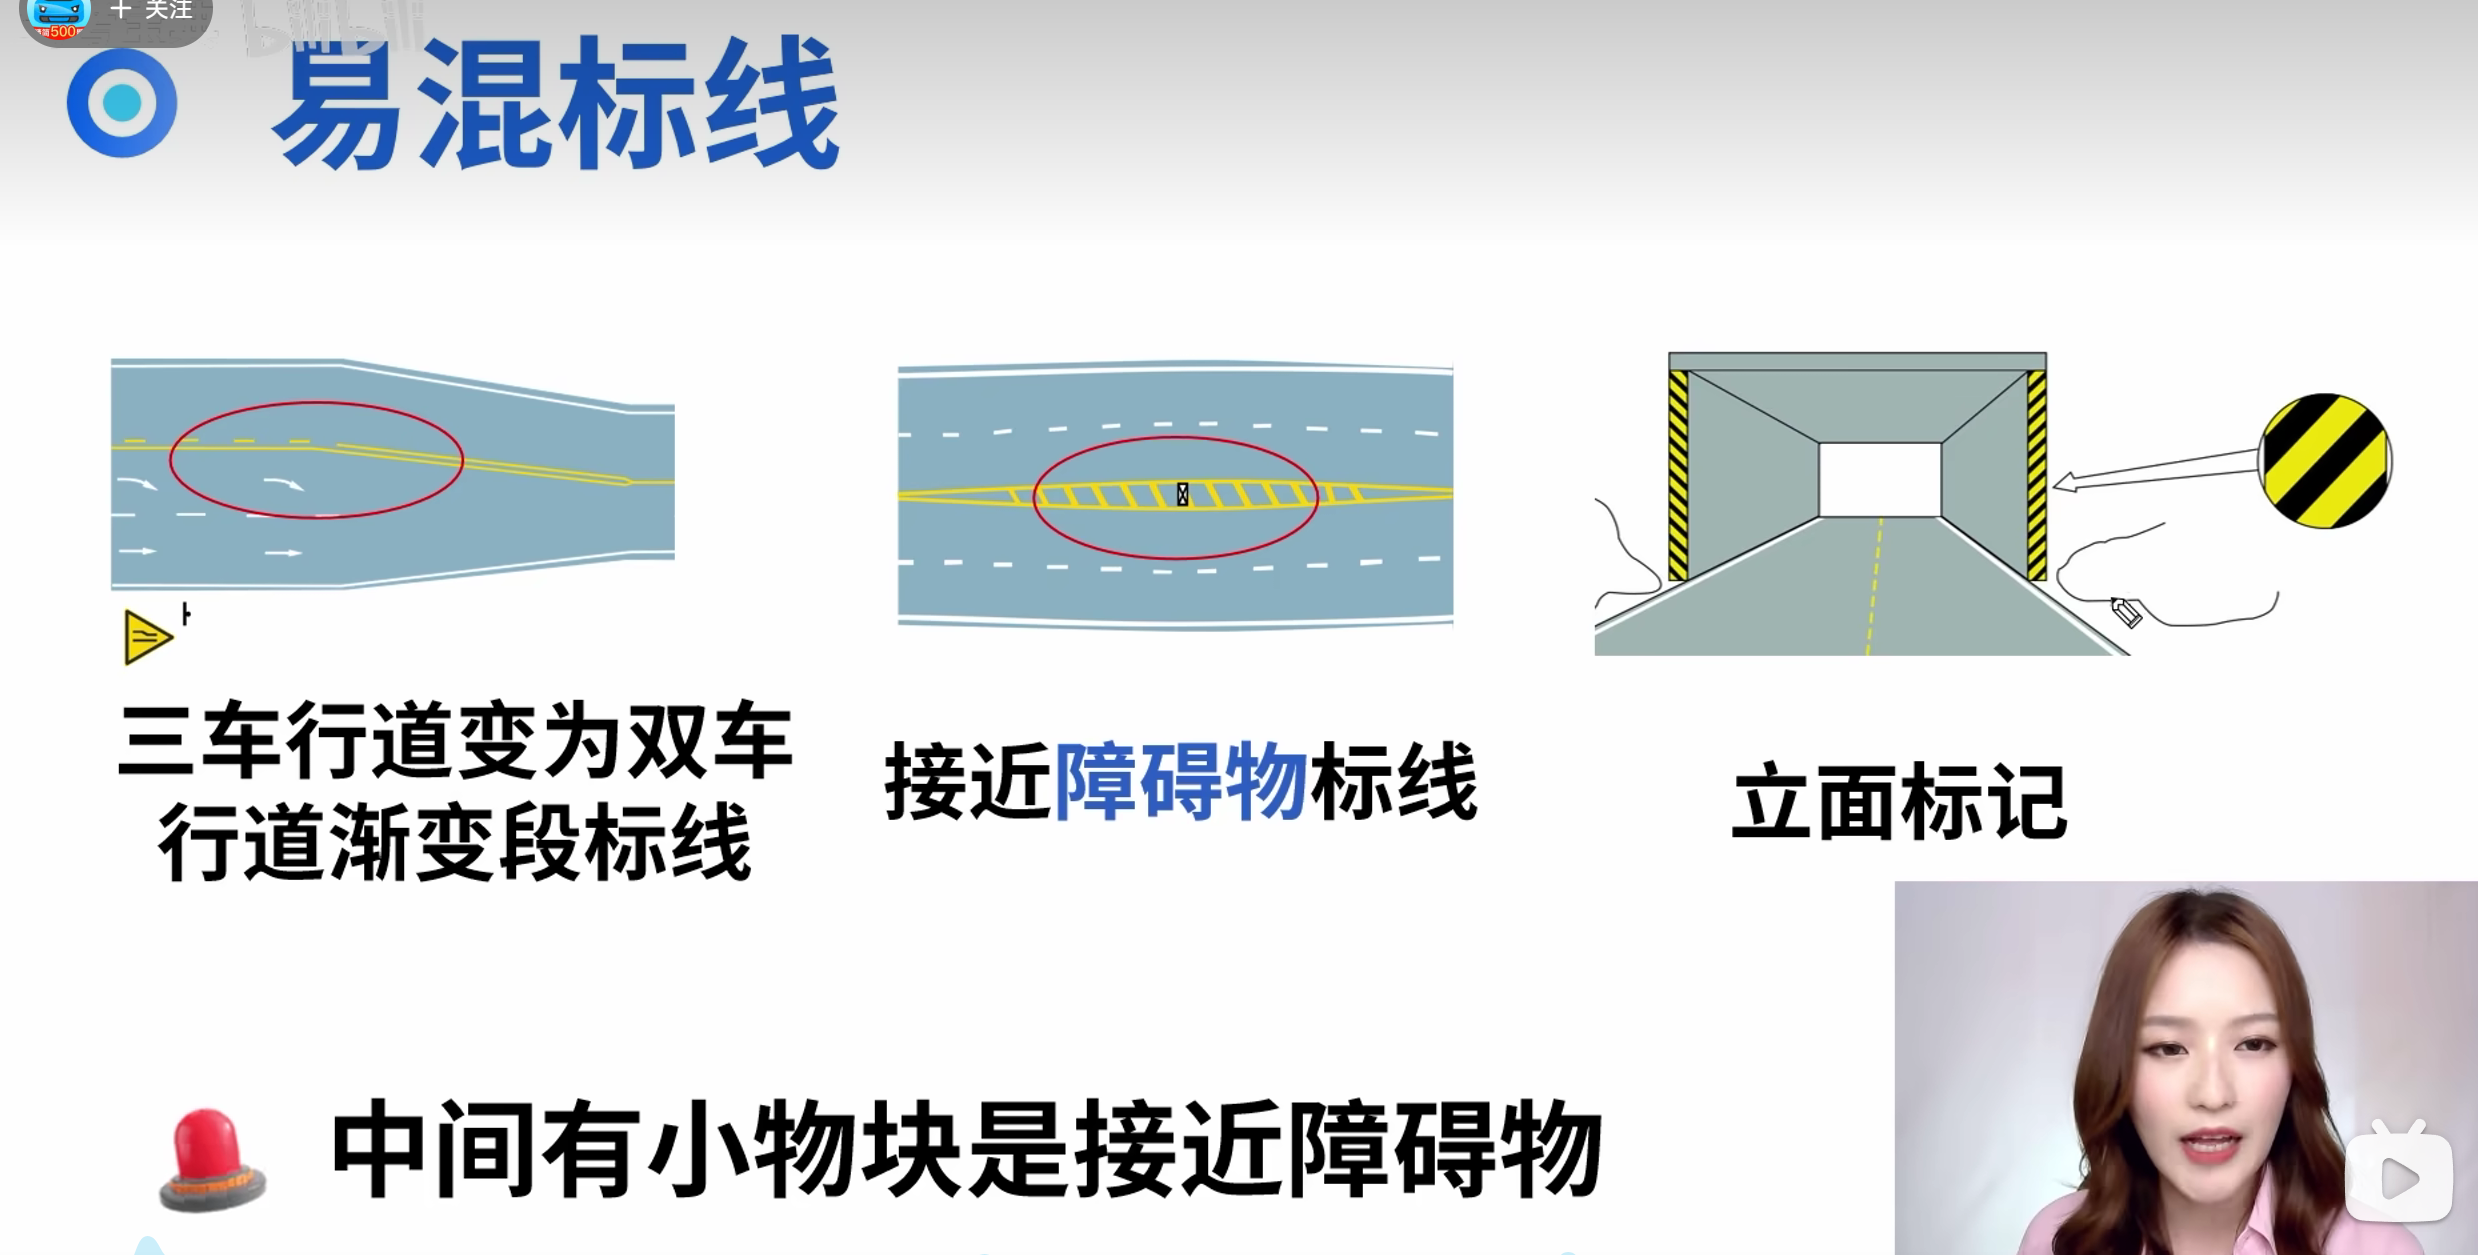 + 关注
bilibili
500
易混标线
三车行道变为双车
行道渐变段标线
接近障碍物标线
立面标记
中间有小物块是接近障碍物